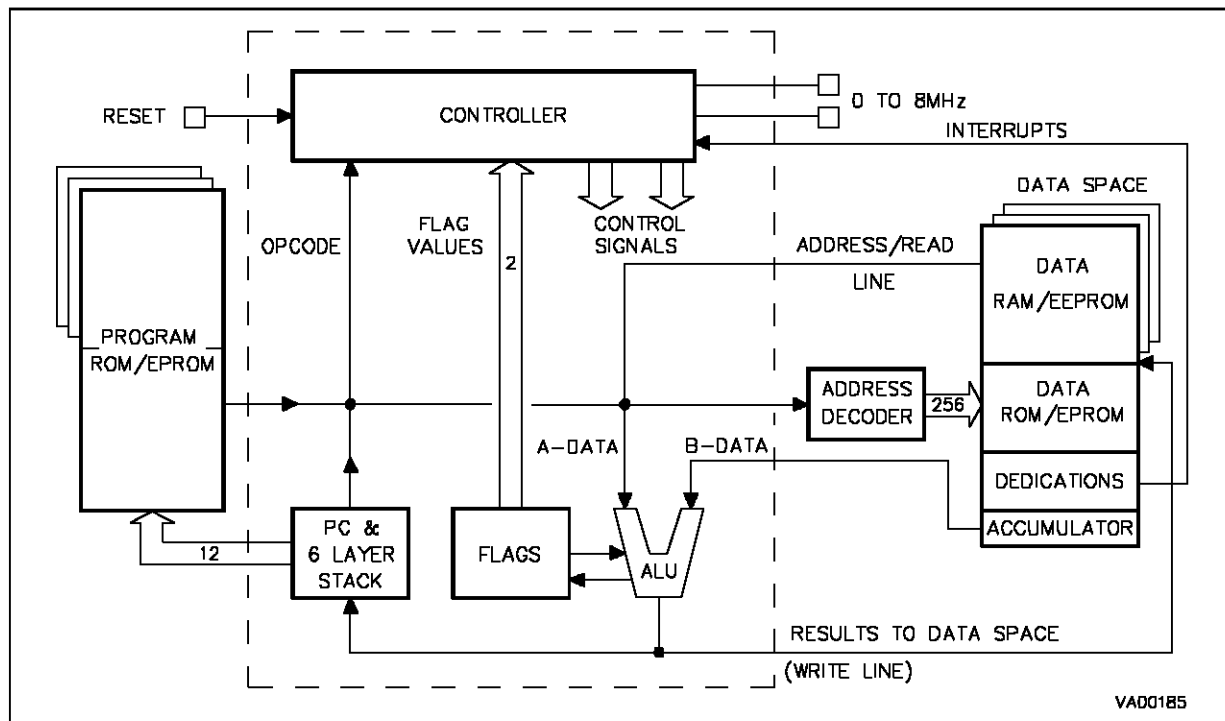 RESET
CONTROLLER
0 TO 8MHz
INTERRUPTS
DATA SPACE
OPCODE
FLAG
VALUES
2
CONTROL
SIGNALS
ADDRESS/READ
LINE
DATA
RAM/EEPROM
PROGRAM
ROM/EPROM
ADDRESS
DECODER
256
DATA
ROM/EPROM
A-DATA
B-DATA
DEDICATIONS
ACCUMULATOR
12
PC &
6 LAYER
STACK
FLAGS
ALU
RESULTS TO DATA SPACE
(WRITE LINE)
VA00185